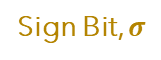 Sign Bit, σ